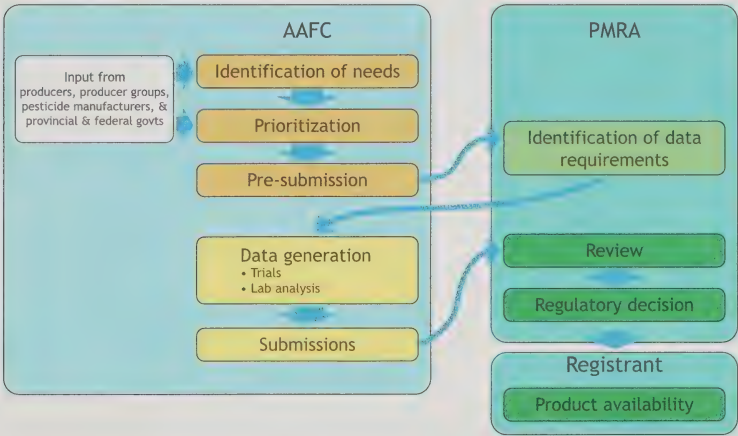 AAFC
Input from
producers, producer groups,
pesticide manufacturers, &
provincial & federal govts
Identification of needs
Prioritization
Pre-submission
Data generation
• Trials
• Lab analysis
Submissions
PMRA
Identification of data
requirements
Review
Regulatory decision
Registrant
Product availability